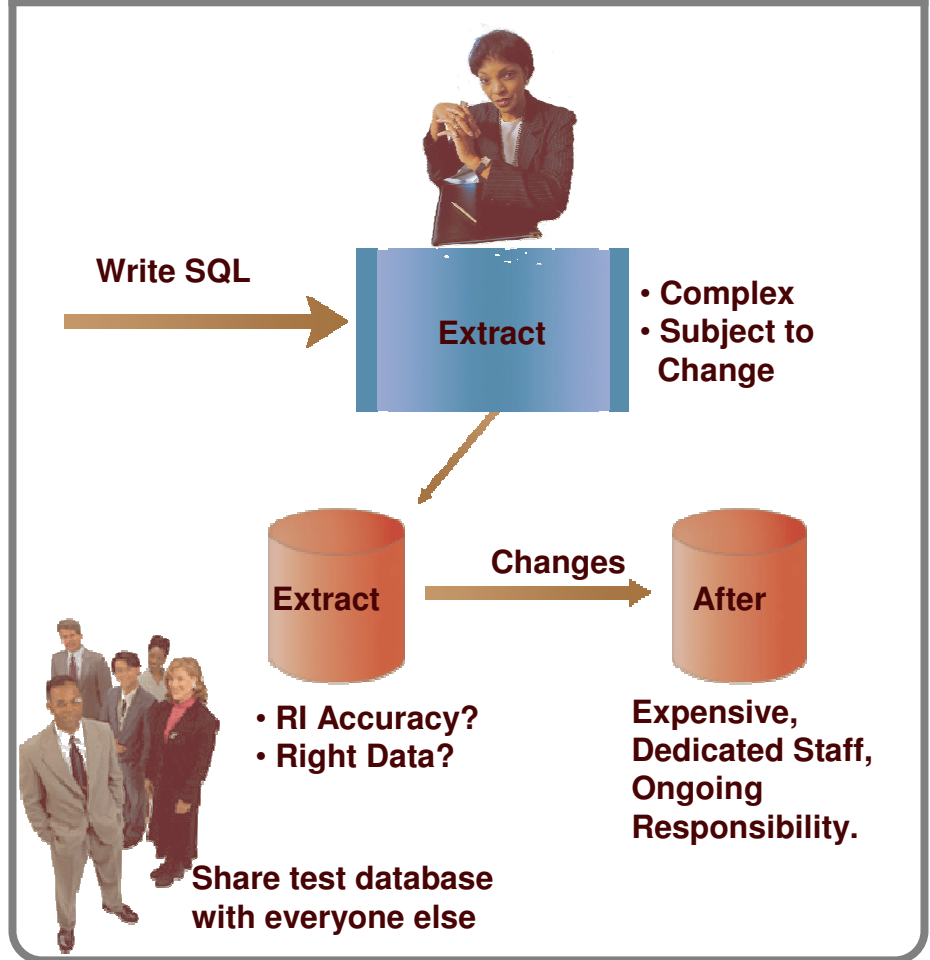 Write SQL
Extract
• Complex
• Subject to
Change
Extract
Changes
After
• RI Accuracy?
• Right Data?
Expensive,
Dedicated Staff,
Ongoing
Responsibility.
Share test database
with everyone else